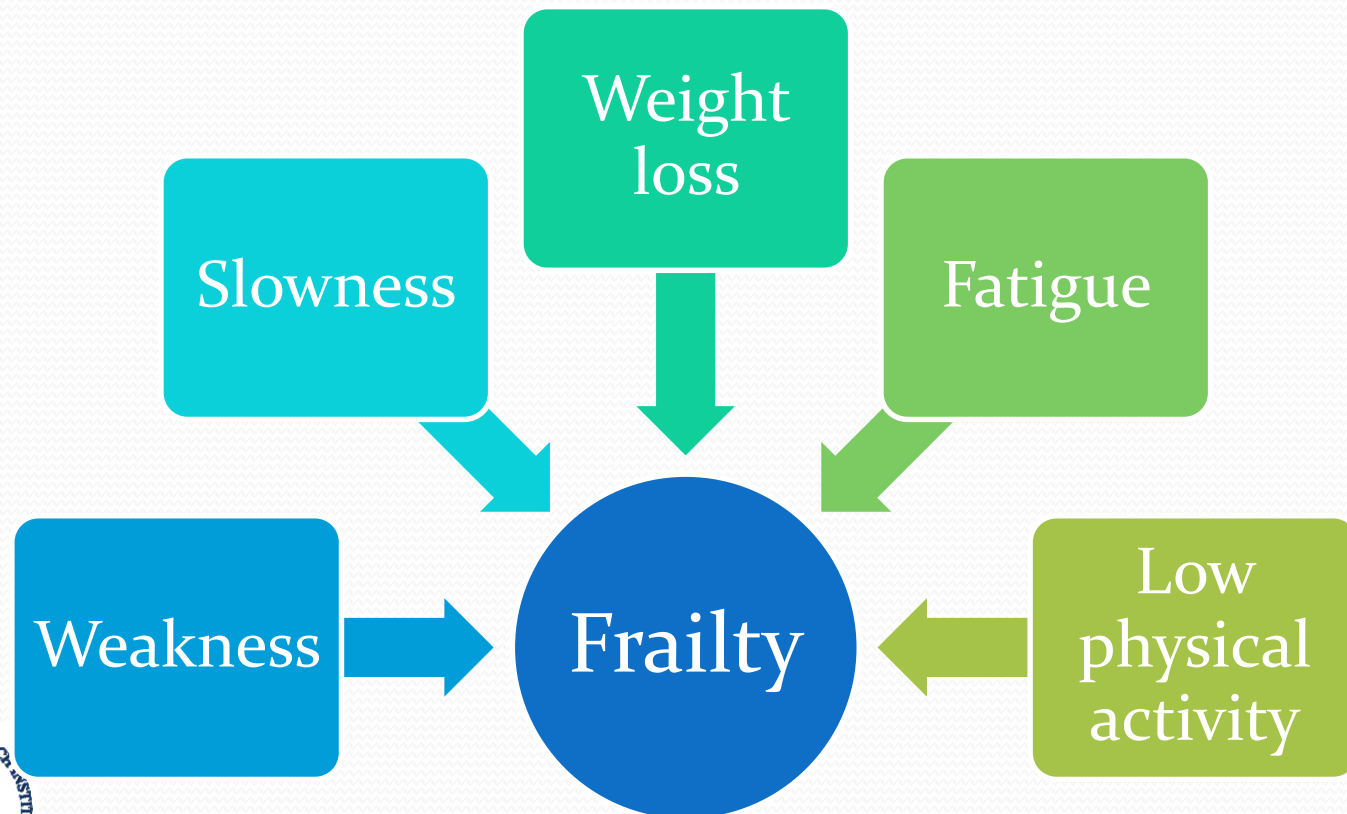 Weight
loss
Slowness
Fatigue
Weakness
Frailty
Low
physical
activity